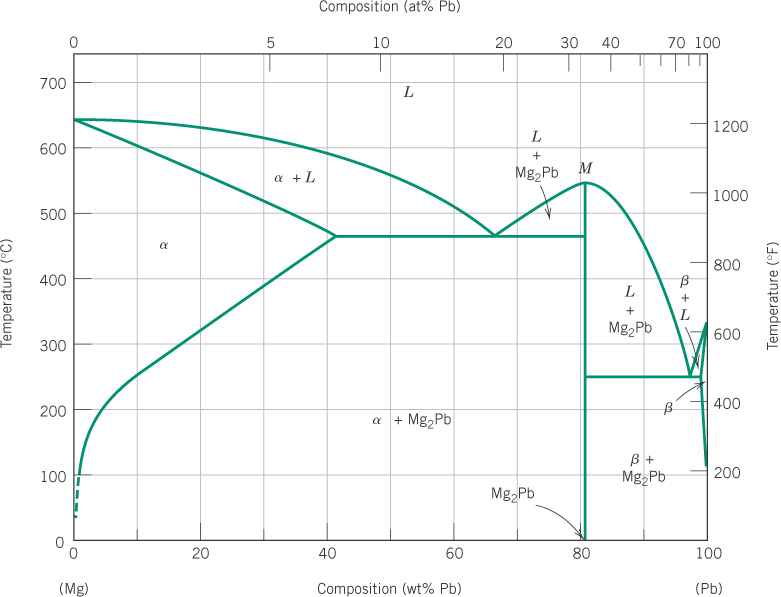 Composition (at% Pb)
0 5 10 20 30 40 70 100
700
L
1200
L
+
Mg₂Pb
M
600
α + L
1000
500
α
Temperature (°C)
Temperature (°F)
800
400
β
+
L
L
+
Mg₂Pb
600
300
β
400
200
α + Mg₂Pb
β +
Mg₂Pb
200
100
Mg₂Pb
0
0 20 40 60 80 100
(Mg) Composition (wt% Pb) (Pb)